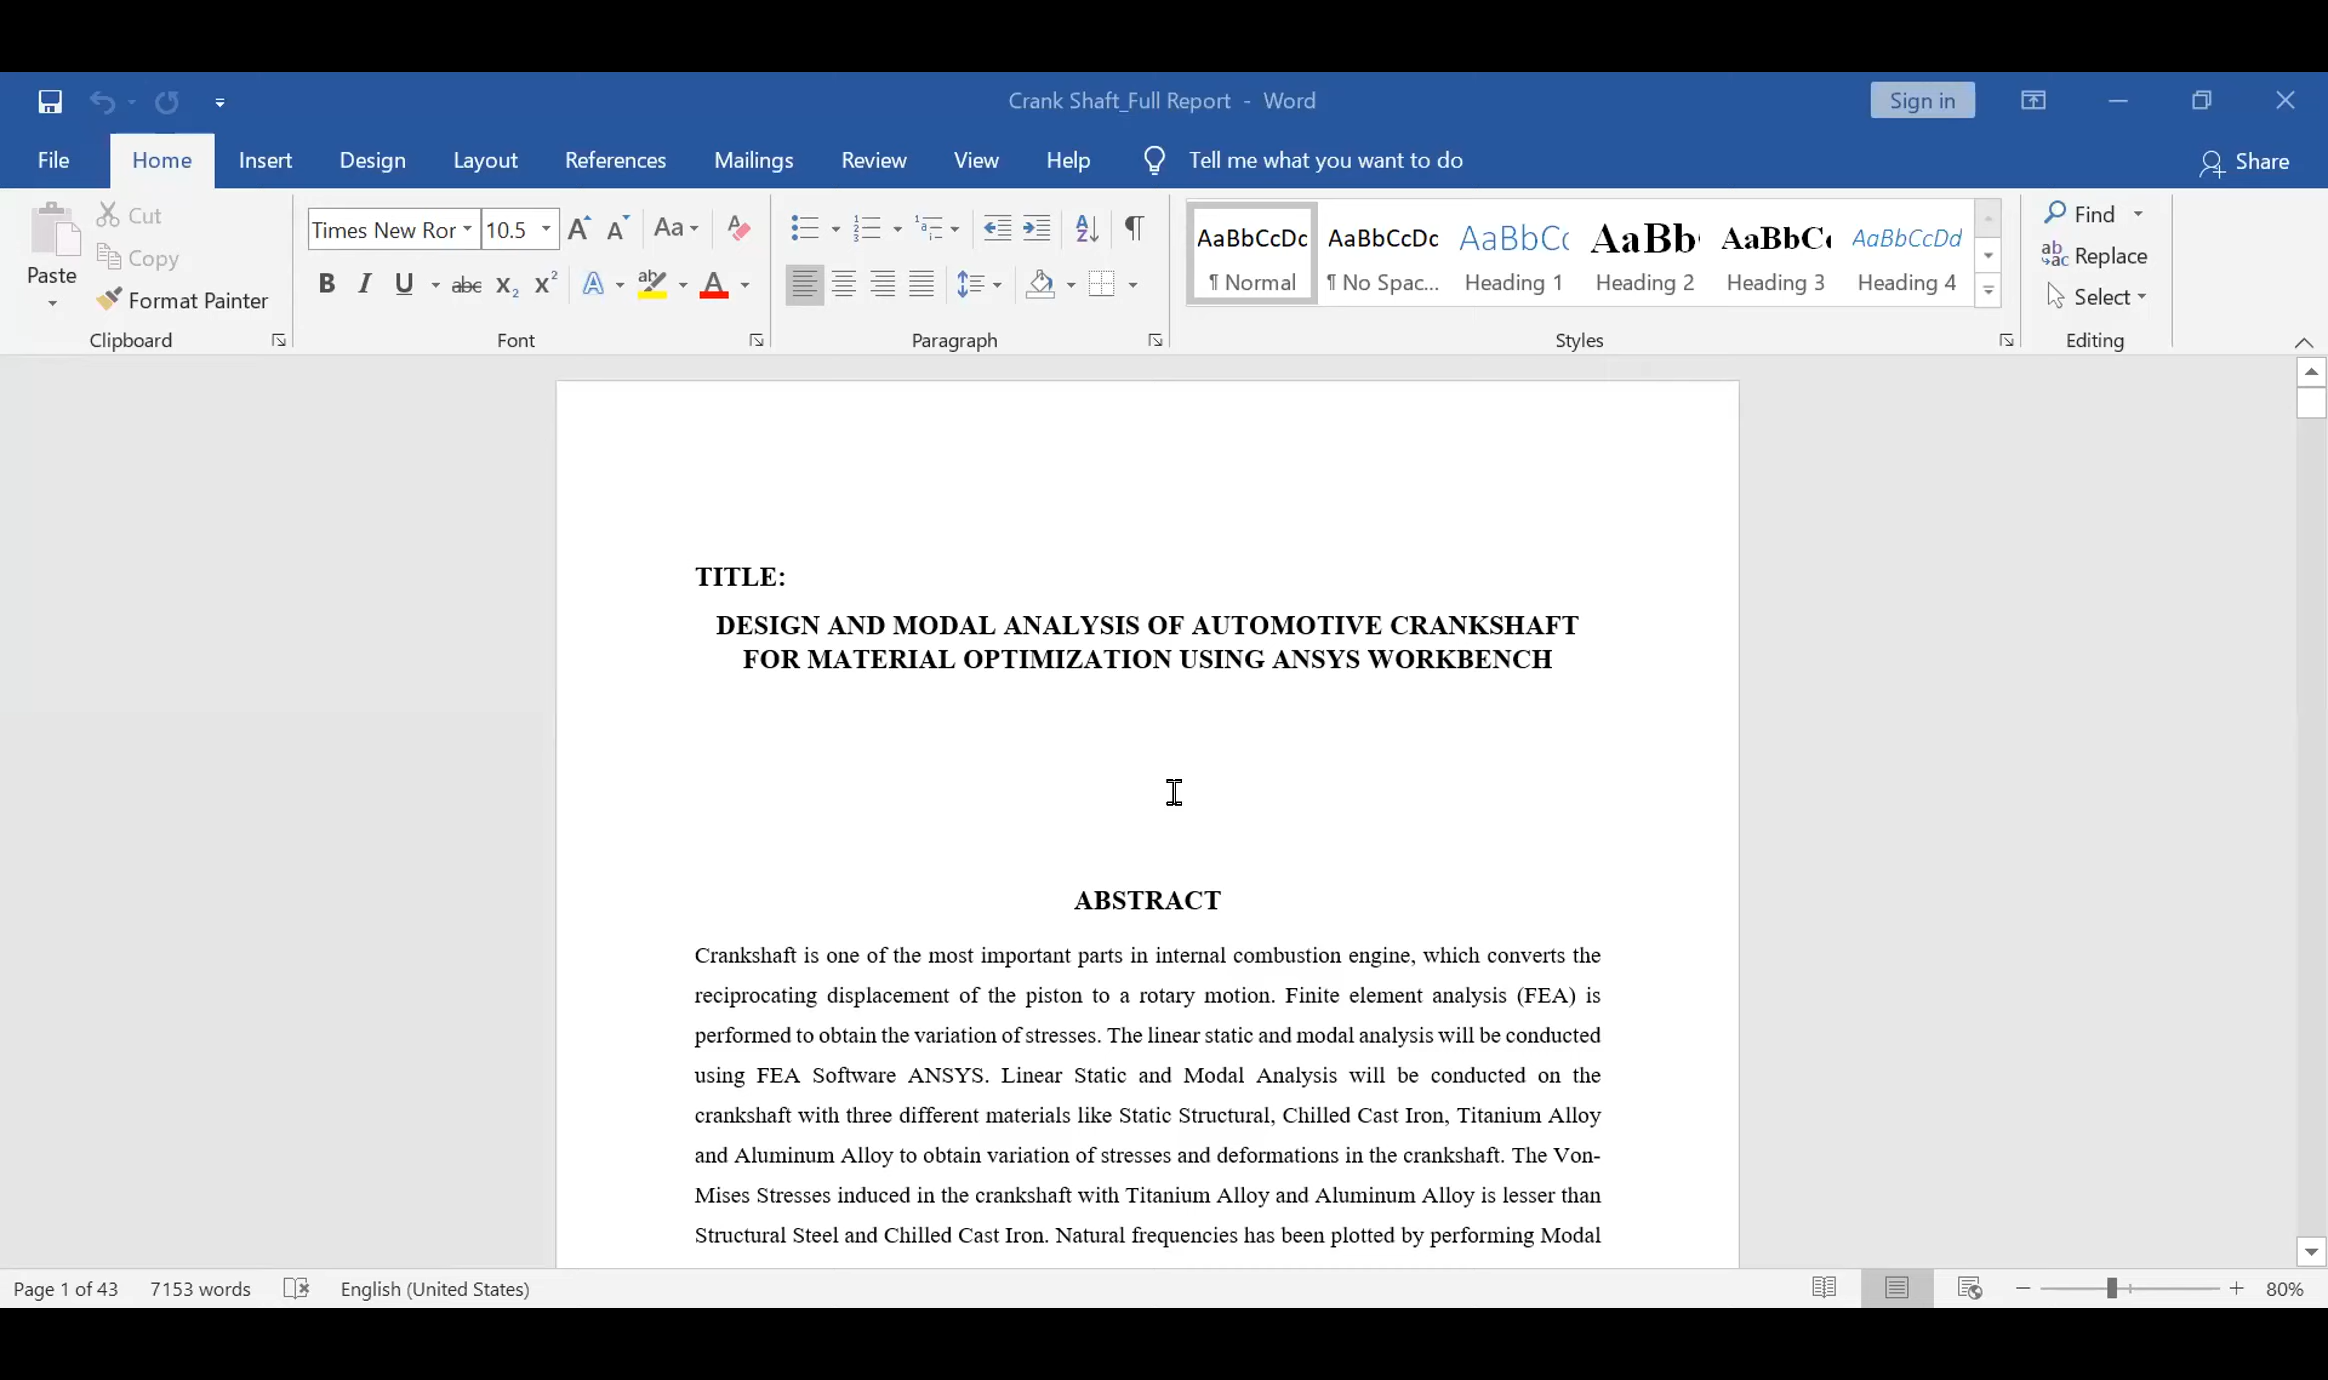 Crank Shaft_Full Report - Word
Sign in
File Home Insert Design Layout References Mailings Review View Help Tell me what you want to do
Share
Paste
Cut
Copy
Format Painter
Clipboard
Times New Ror 10.5
Font
Paragraph
AaBbCcDc AaBbCcDc AaBbCc AaBb AaBbC AaBbCcDd
¶ Normal ¶ No Spac... Heading 1 Heading 2 Heading 3 Heading 4
Styles
Find
Replace
Select
Editing
TITLE:
DESIGN AND MODAL ANALYSIS OF AUTOMOTIVE CRANKSHAFT
FOR MATERIAL OPTIMIZATION USING ANSYS WORKBENCH
ABSTRACT
Crankshaft is one of the most important parts in internal combustion engine, which converts the
reciprocating displacement of the piston to a rotary motion. Finite element analysis (FEA) is
performed to obtain the variation of stresses. The linear static and modal analysis will be conducted
using FEA Software ANSYS. Linear Static and Modal Analysis will be conducted on the
crankshaft with three different materials like Static Structural, Chilled Cast Iron, Titanium Alloy
and Aluminum Alloy to obtain variation of stresses and deformations in the crankshaft. The Von-
Mises Stresses induced in the crankshaft with Titanium Alloy and Aluminum Alloy is lesser than
Structural Steel and Chilled Cast Iron. Natural frequencies has been plotted by performing Modal
Page 1 of 43 7153 words English (United States) 80%